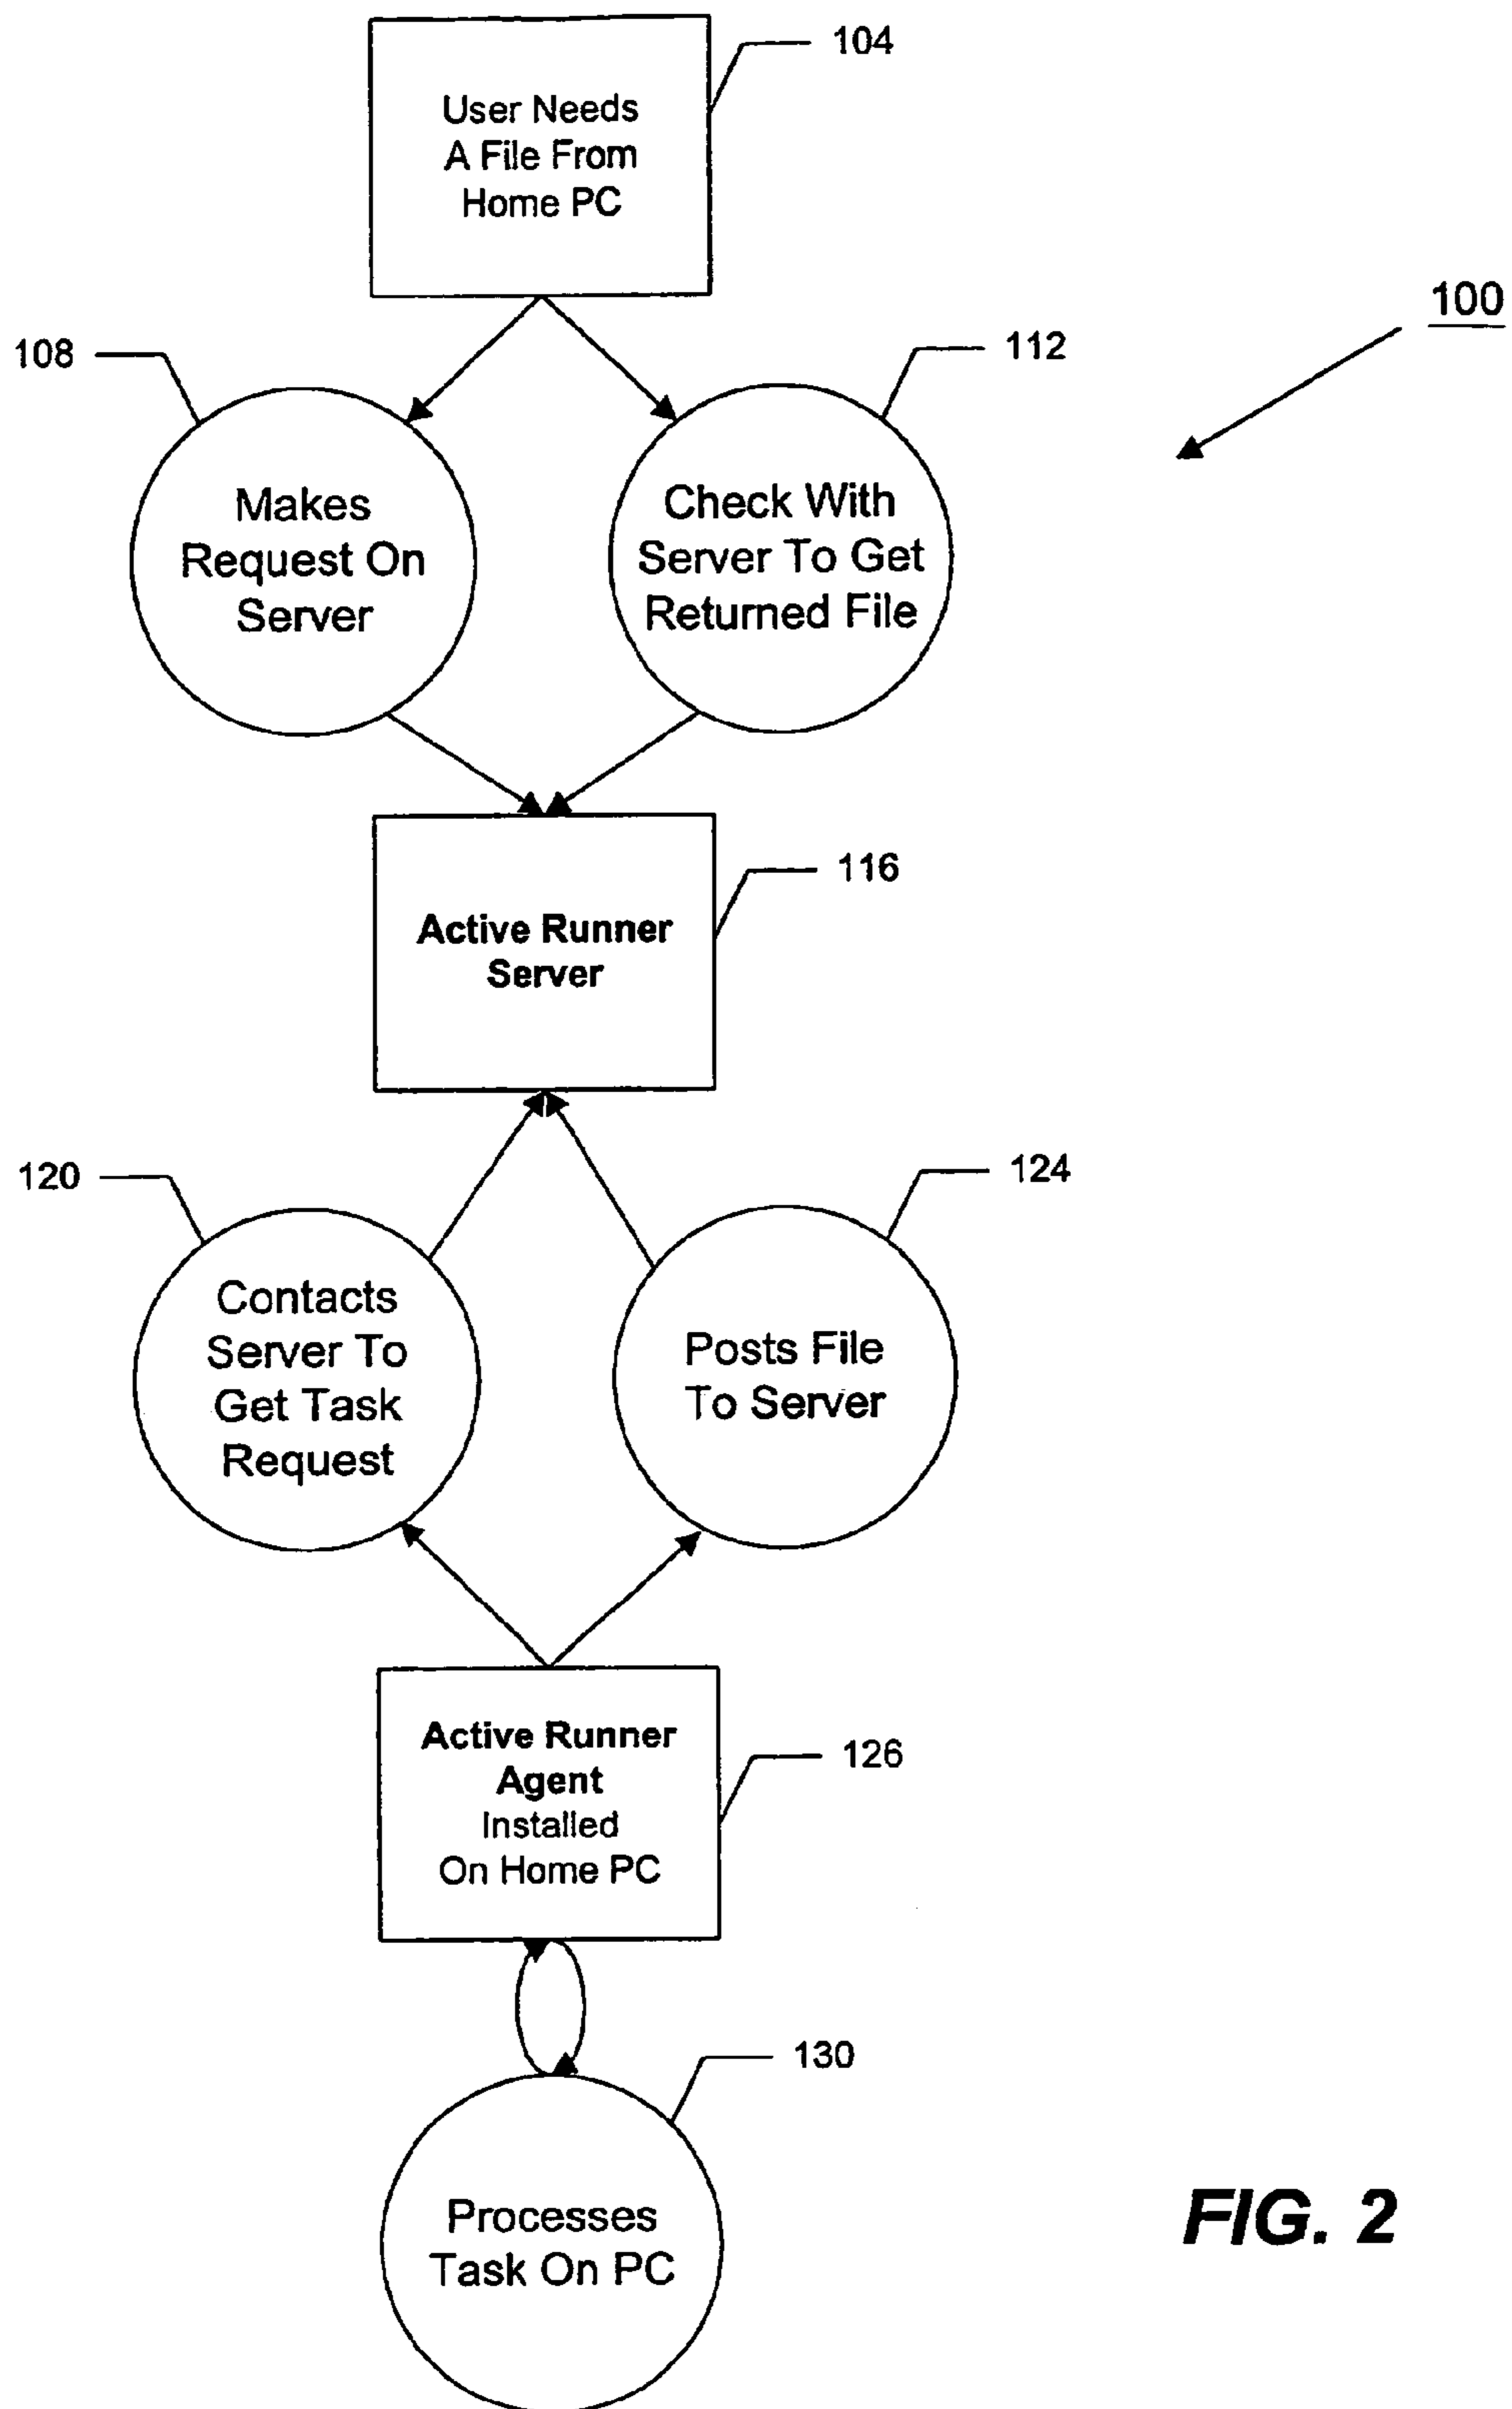 104
User Needs
A File From
Home PC
100
108
112
Makes
Request On
Server
Check With
Server To Get
Returned File
116
Active Runner
Server
120
124
Contacts
Server To
Get Task
Request
Posts File
To Server
126
Active Runner
Agent
Installed
On Home PC
130
Processes
Task On PC
FIG. 2